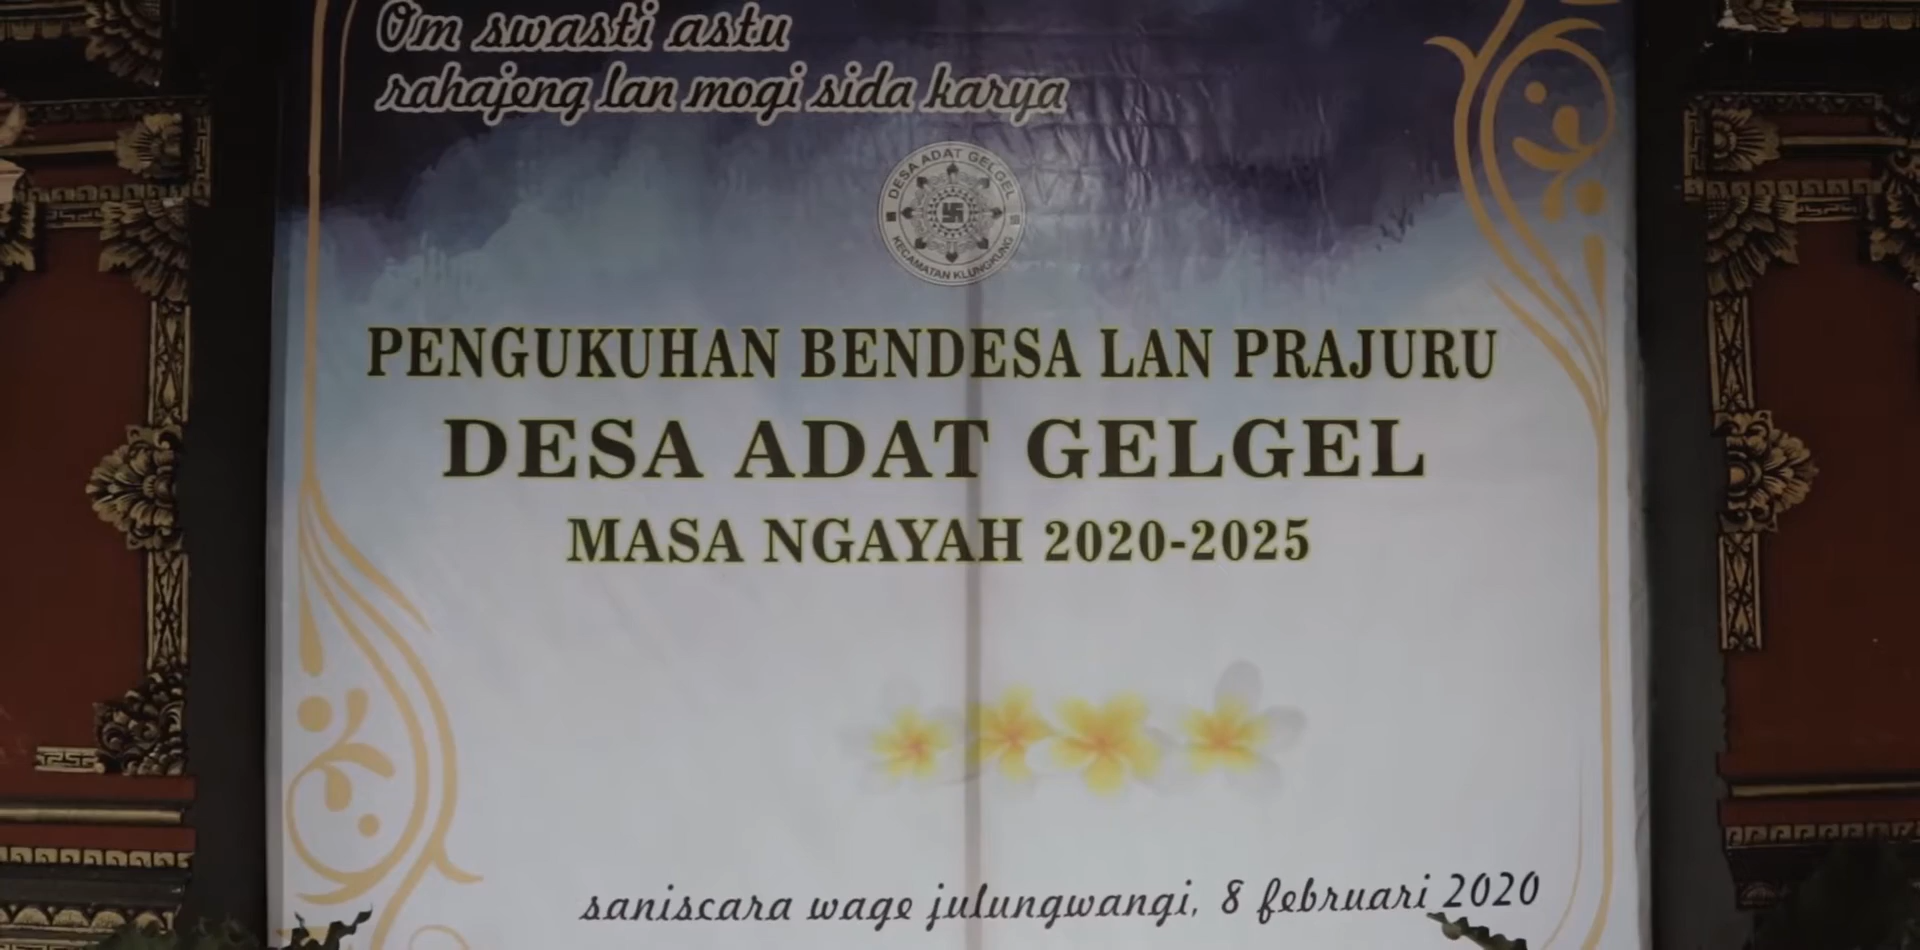 Om swasti astu
rahajeng lan mogi sida karya
DESA ADAT GELGEL
KECAMATAN KLUNGKUNG
PENGUKUHAN BENDESA LAN PRAJURU
DESA ADAT GELGEL
MASA NGAYAH 2020-2025
saniscara wage julungwangi, 8 februari 2020